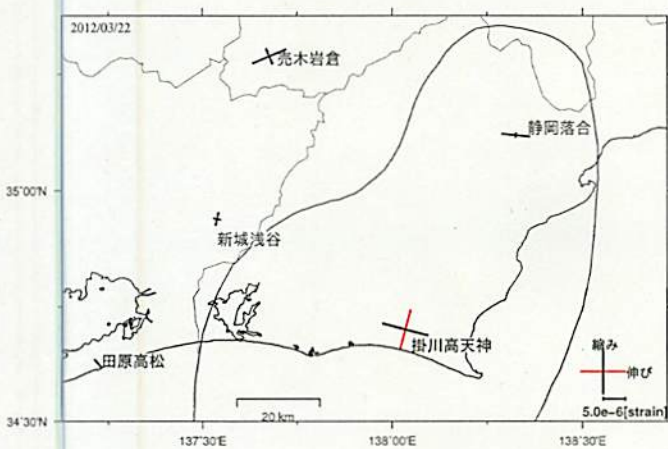 2012/03/22
売木岩倉
静岡落合
35°00'N
新城浅谷
掛川高天神
田原高松
縮み
伸び
5.0e-6[strain]
20 km
34°30'N
137°30'E
138°00'E
138°30'E